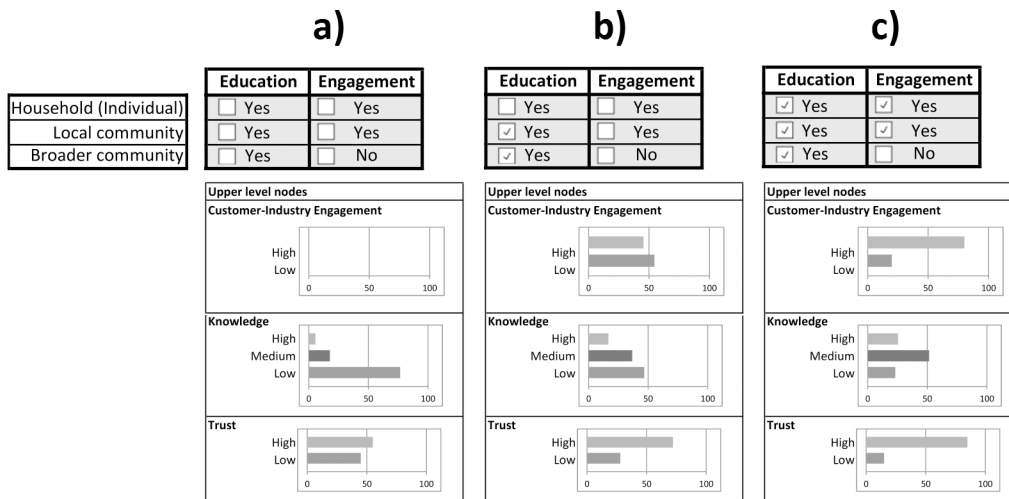 a) b) c)
Education Engagement Education Engagement Education Engagement
Household (Individual) Yes Yes Yes Yes Yes Yes
Local community Yes Yes Yes Yes Yes Yes
Broader community Yes No Yes No Yes No
Upper level nodes Upper level nodes Upper level nodes
Customer-Industry Engagement Customer-Industry Engagement Customer-Industry Engagement
High High High
Low Low Low
0 50 100 0 50 100 0 50 100
Knowledge Knowledge Knowledge
High High High
Medium Medium Medium
Low Low Low
0 50 100 0 50 100 0 50 100
Trust Trust Trust
High High High
Low Low Low
0 50 100 0 50 100 0 50 100